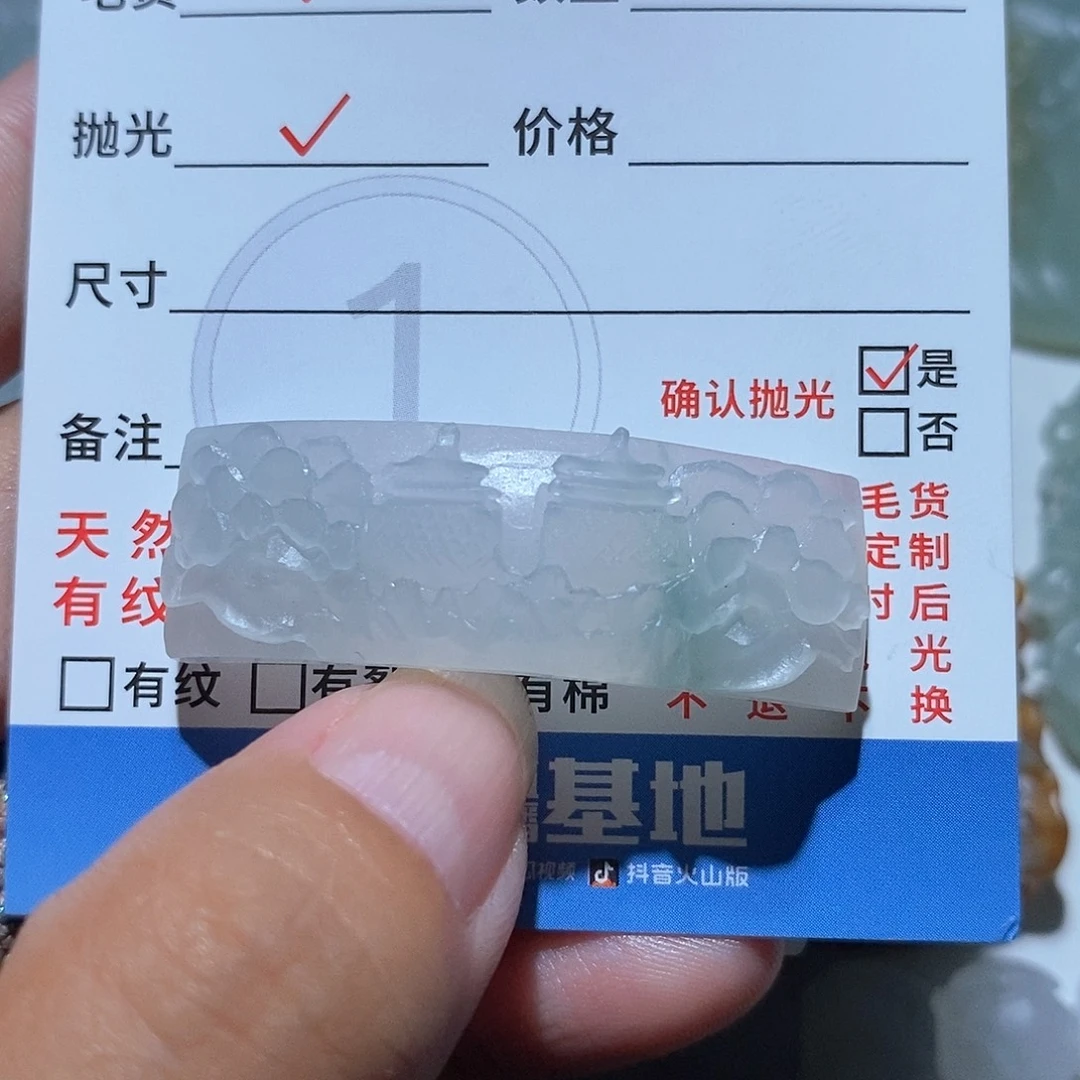 抛光 价格
尺寸
1
确认抛光 是
否
备注
天然
有纹
毛货
定制
后
光
换
有纹
有棉
基地
抖音火山版